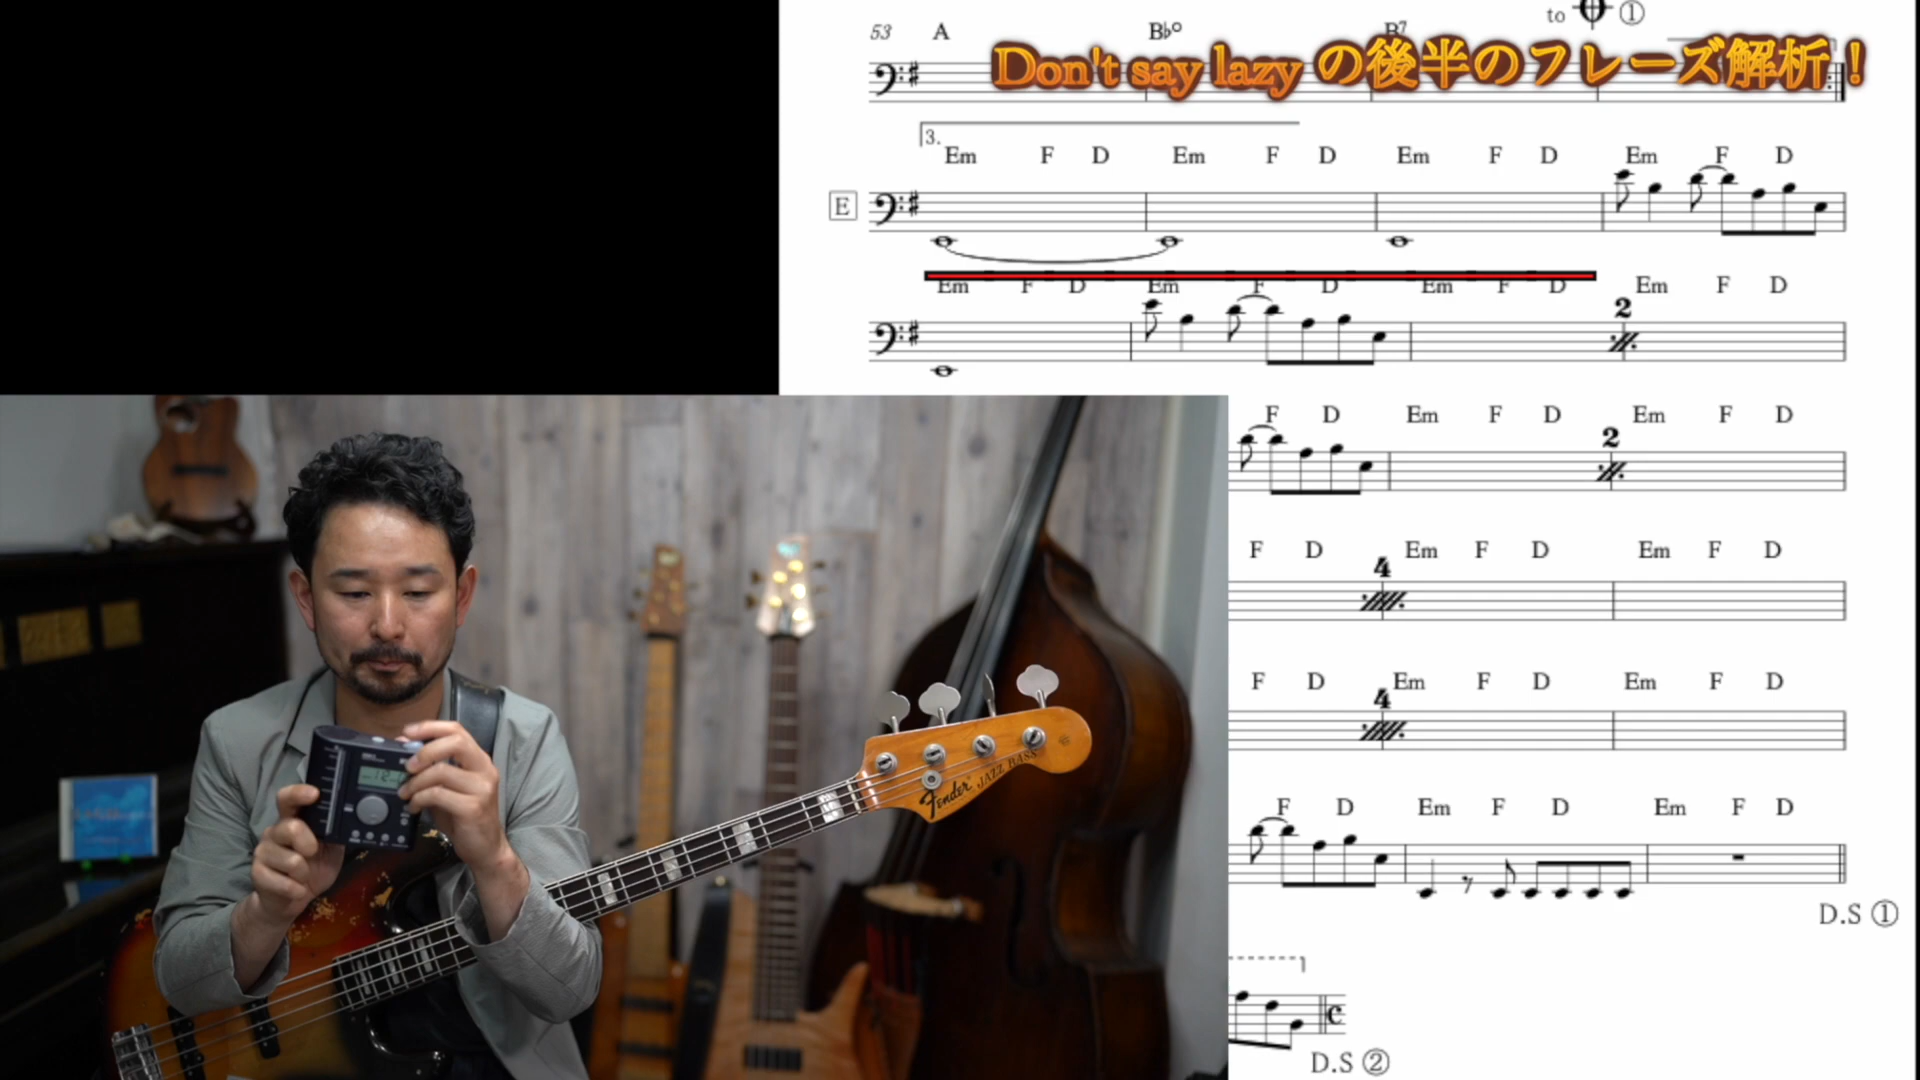 to ①
53 A B♭° B7
Don't say lazy の後半のフレーズ解析！
3.
Em F D Em F D Em F D Em F D
E
Em F D Em F D Em F D Em F D
2
F D Em F D Em F D
2
F D Em F D Em F D
4
F D Em F D Em F D
4
F D Em F D Em F D
D.S ①
D.S ②
Fender JAZZ BASS